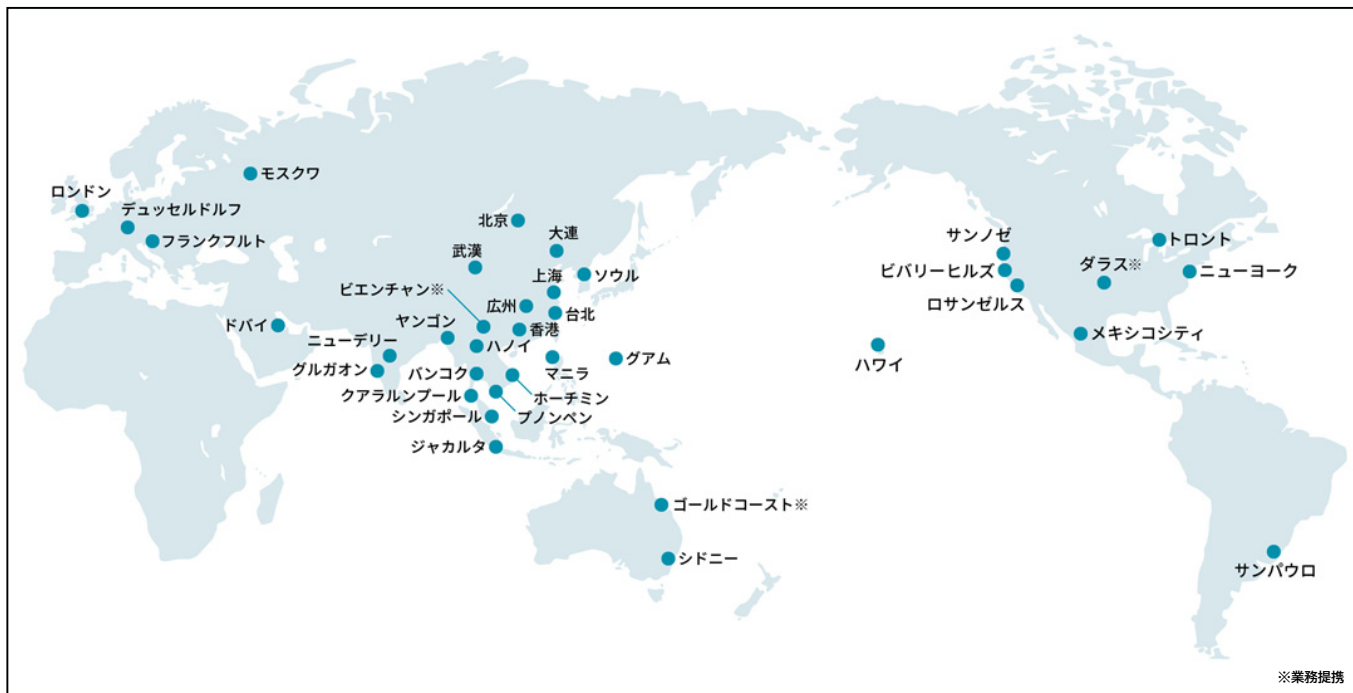 モスクワ
ロンドン
デュッセルドルフ
フランクフルト
北京
大連
武漢
上海
ソウル
ビエンチャン※
広州
台北
ヤンゴン
香港
ドバイ
ニューデリー
ハノイ
グルガオン
バンコク
マニラ
グアム
クアラルンプール
ホーチミン
シンガポール
プノンペン
ジャカルタ
ゴールドコースト※
シドニー
サンノゼ
トロント
ビバリーヒルズ
ダラス※
ニューヨーク
ロサンゼルス
メキシコシティ
ハワイ
サンパウロ
※業務提携